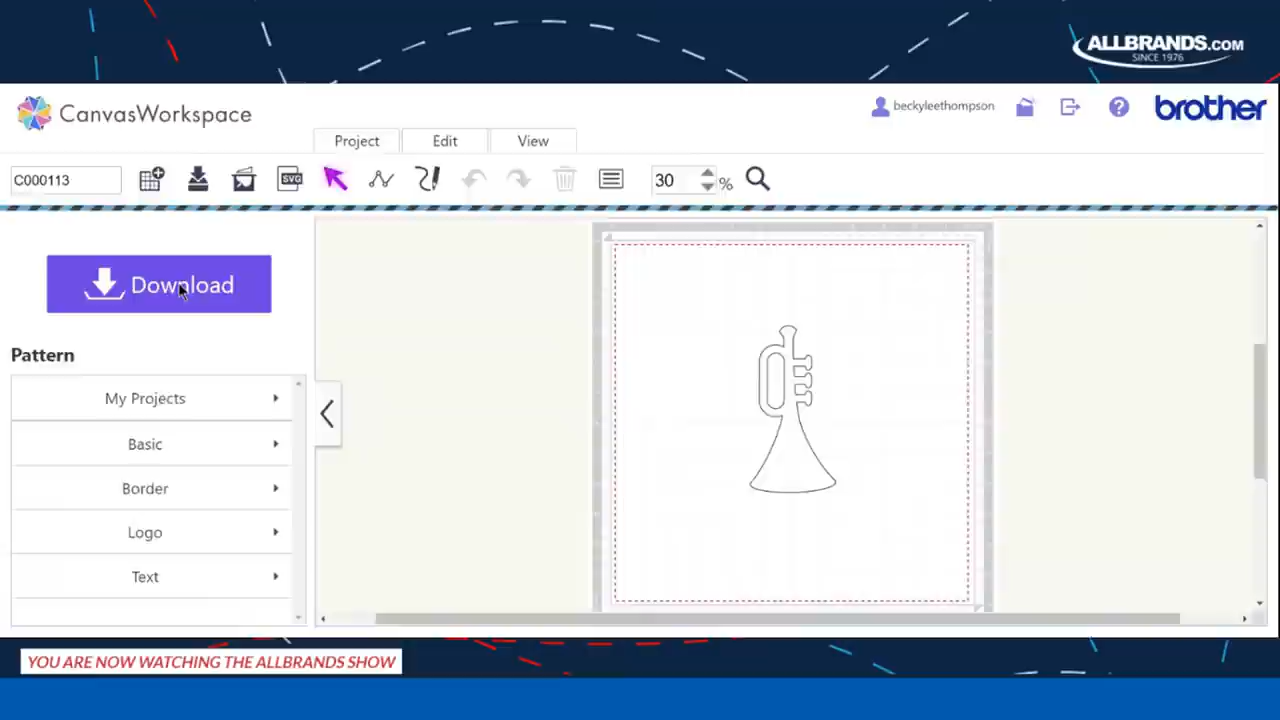 ALLBRANDS.COM
SINCE 1976
CanvasWorkspace
beckyleethompson
?
brother
Project
Edit
View
C000113
SVG
30
%
Download
Pattern
My Projects
Basic
Border
Logo
Text
YOU ARE NOW WATCHING THE ALLBRANDS SHOW